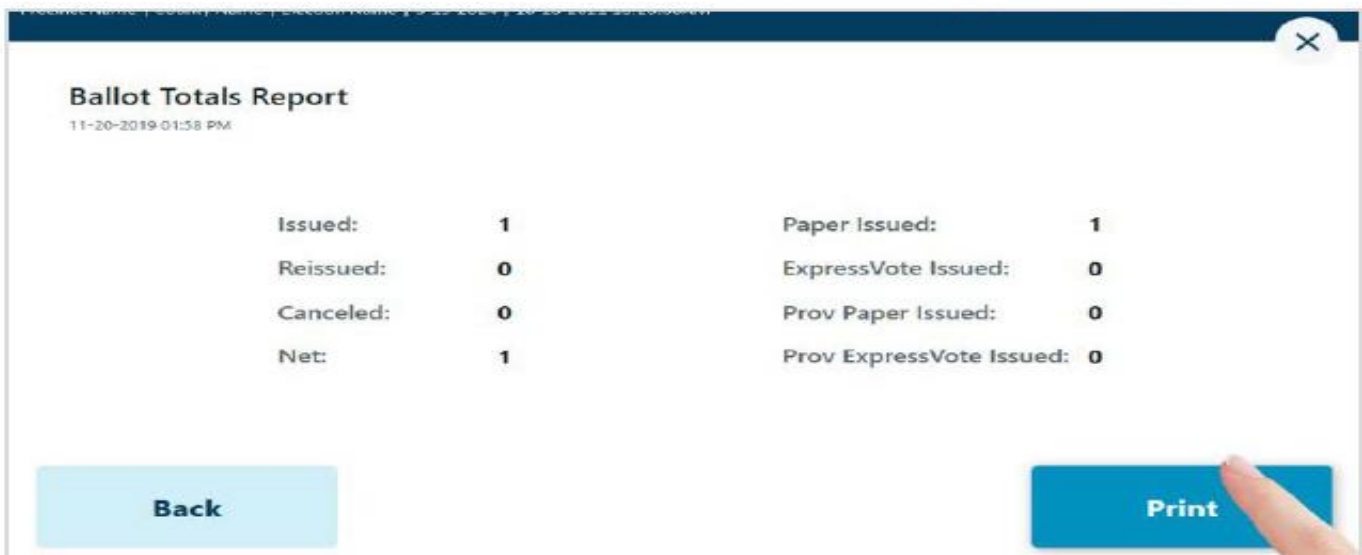 Ballot Totals Report
11-20-2019 01:58 PM
Issued: 1
Paper Issued: 1
Reissued: 0
ExpressVote Issued: 0
Canceled: 0
Prov Paper Issued: 0
Net: 1
Prov ExpressVote Issued: 0
Back
Print